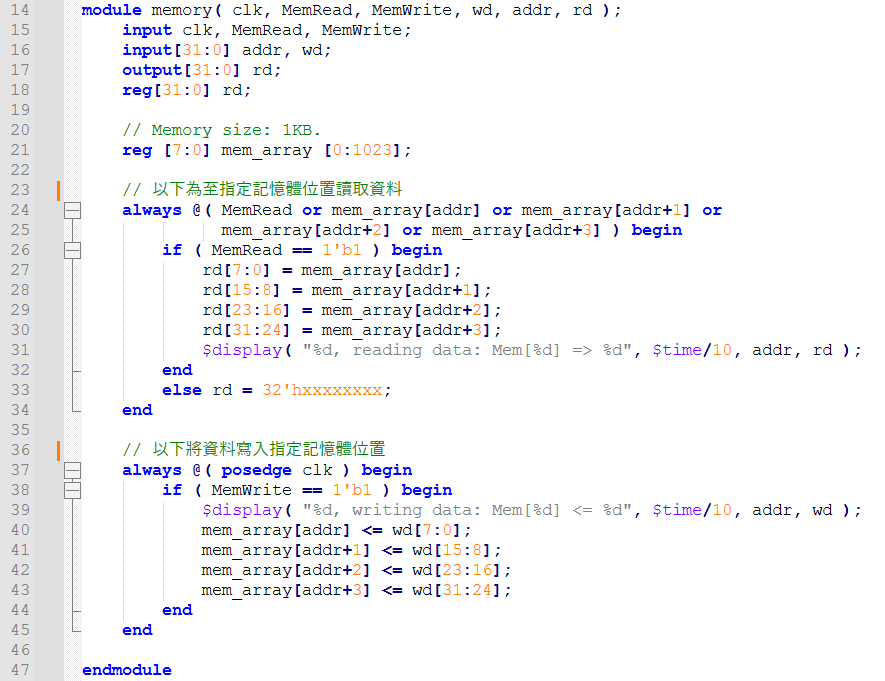 14 module memory( clk, MemRead, MemWrite, wd, addr, rd );
15     input clk, MemRead, MemWrite;
16     input[31:0] addr, wd;
17     output[31:0] rd;
18     reg[31:0] rd;
19
20     // Memory size: 1KB.
21     reg [7:0] mem_array [0:1023];
22
23     // 以下為至指定記憶體位置讀取資料
24     always @( MemRead or mem_array[addr] or mem_array[addr+1] or
25               mem_array[addr+2] or mem_array[addr+3] ) begin
26         if ( MemRead == 1'b1 ) begin
27             rd[7:0] = mem_array[addr];
28             rd[15:8] = mem_array[addr+1];
29             rd[23:16] = mem_array[addr+2];
30             rd[31:24] = mem_array[addr+3];
31             $display( "%d, reading data: Mem[%d] => %d", $time/10, addr, rd );
32         end
33         else rd = 32'hxxxxxxxx;
34     end
35
36     // 以下將資料寫入指定記憶體位置
37     always @( posedge clk ) begin
38         if ( MemWrite == 1'b1 ) begin
39             $display( "%d, writing data: Mem[%d] <= %d", $time/10, addr, wd );
40             mem_array[addr] <= wd[7:0];
41             mem_array[addr+1] <= wd[15:8];
42             mem_array[addr+2] <= wd[23:16];
43             mem_array[addr+3] <= wd[31:24];
44         end
45     end
46
47 endmodule